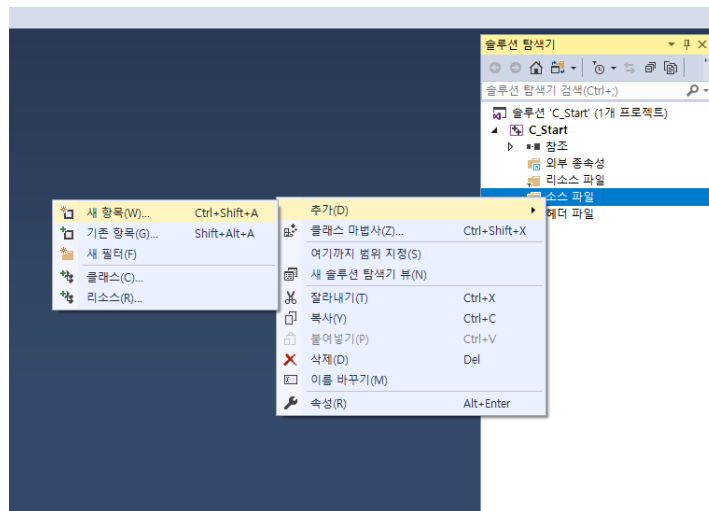 솔루션 탐색기
솔루션 탐색기 검색(Ctrl+;)
솔루션 'C_Start' (1개 프로젝트)
C_Start
참조
외부 종속성
리소스 파일
소스 파일
헤더 파일
추가(D)
클래스 마법사(Z)... Ctrl+Shift+X
여기까지 범위 지정(S)
새 솔루션 탐색기 뷰(N)
잘라내기(T) Ctrl+X
복사(Y) Ctrl+C
붙여넣기(P) Ctrl+V
삭제(D) Del
이름 바꾸기(M)
속성(R) Alt+Enter
새 항목(W)... Ctrl+Shift+A
기존 항목(G)... Shift+Alt+A
새 필터(F)
클래스(C)...
리소스(R)...